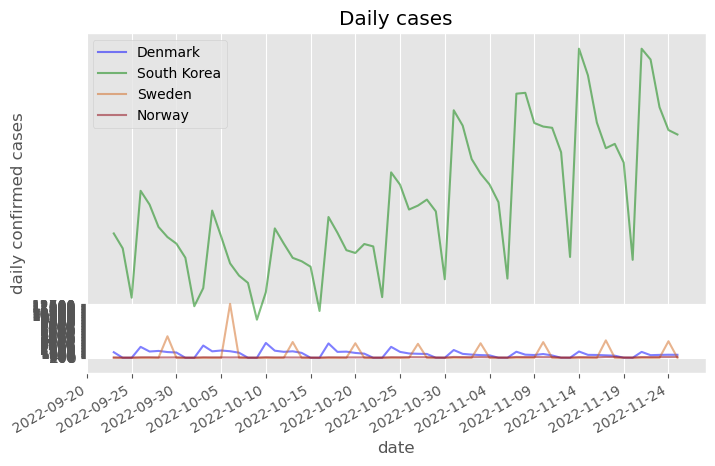 Daily cases
Denmark
South Korea
Sweden
Norway
daily confirmed cases
2022-09-20
2022-09-25
2022-09-30
2022-10-05
2022-10-10
2022-10-15
2022-10-20
2022-10-25
2022-10-30
2022-11-04
2022-11-09
2022-11-14
2022-11-19
2022-11-24
date